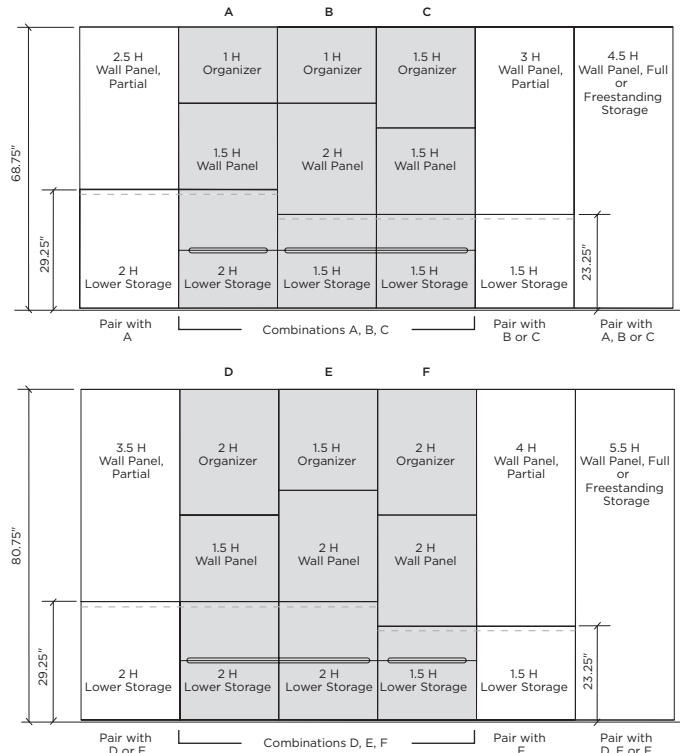 A
B
C
2.5 H
Wall Panel,
Partial
1 H
Organizer
1 H
Organizer
1.5 H
Organizer
3 H
Wall Panel,
Partial
4.5 H
Wall Panel, Full
or
Freestanding
Storage
68.75"
1.5 H
Wall Panel
2 H
Wall Panel
1.5 H
Wall Panel
29.25"
23.25"
2 H
Lower Storage
2 H
Lower Storage
1.5 H
Lower Storage
1.5 H
Lower Storage
1.5 H
Lower Storage
Pair with
A
Combinations A, B, C
Pair with
B or C
Pair with
A, B or C
D
E
F
3.5 H
Wall Panel,
Partial
2 H
Organizer
1.5 H
Organizer
2 H
Organizer
4 H
Wall Panel,
Partial
5.5 H
Wall Panel, Full
or
Freestanding
Storage
80.75"
1.5 H
Wall Panel
2 H
Wall Panel
2 H
Wall Panel
29.25"
23.25"
2 H
Lower Storage
2 H
Lower Storage
2 H
Lower Storage
1.5 H
Lower Storage
1.5 H
Lower Storage
Pair with
D or E
Combinations D, E, F
Pair with
F
Pair with
D, E or F